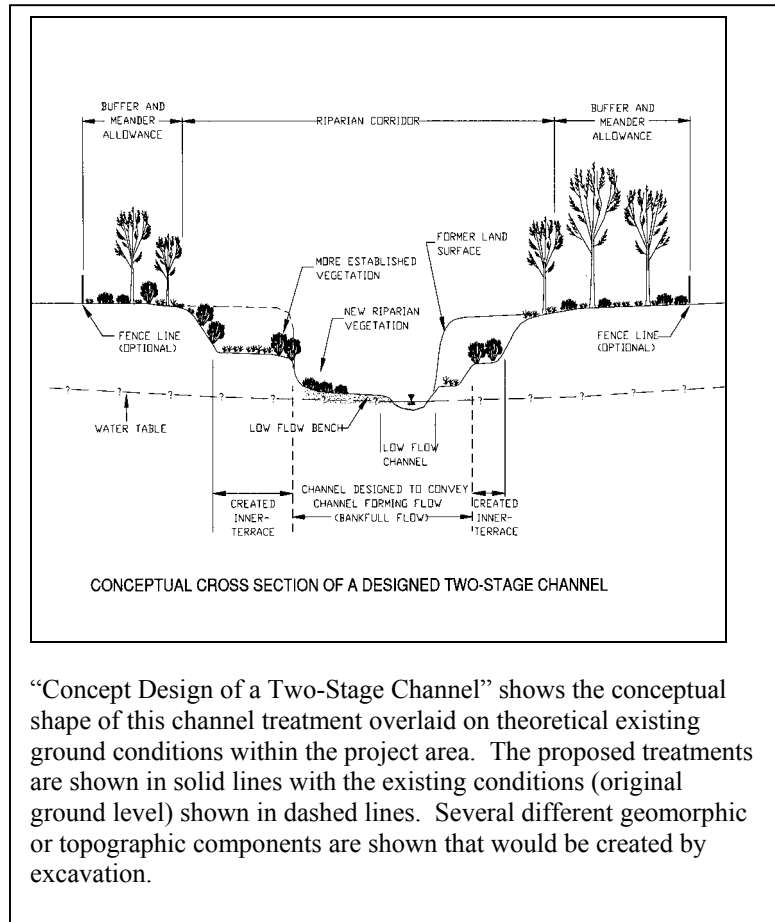 BUFFER AND
MEANDER
ALLOWANCE
RIPARIAN CORRIDOR
BUFFER AND
MEANDER
ALLOWANCE
MORE ESTABLISHED
VEGETATION
FORMER LAND
SURFACE
NEW RIPARIAN
VEGETATION
FENCE LINE
(OPTIONAL)
FENCE LINE
(OPTIONAL)
? ? ? ? ? ? ? ? ? ?
WATER TABLE
LOW FLOW BENCH
LOW FLOW
CHANNEL
CREATED
INNER-
TERRACE
CHANNEL DESIGNED TO CONVEY
CHANNEL FORMING FLOW
(BANKFULL FLOW)
CREATED
INNER-
TERRACE
CONCEPTUAL CROSS SECTION OF A DESIGNED TWO-STAGE CHANNEL
“Concept Design of a Two-Stage Channel” shows the conceptual
shape of this channel treatment overlaid on theoretical existing
ground conditions within the project area.  The proposed treatments
are shown in solid lines with the existing conditions (original
ground level) shown in dashed lines.  Several different geomorphic
or topographic components are shown that would be created by
excavation.